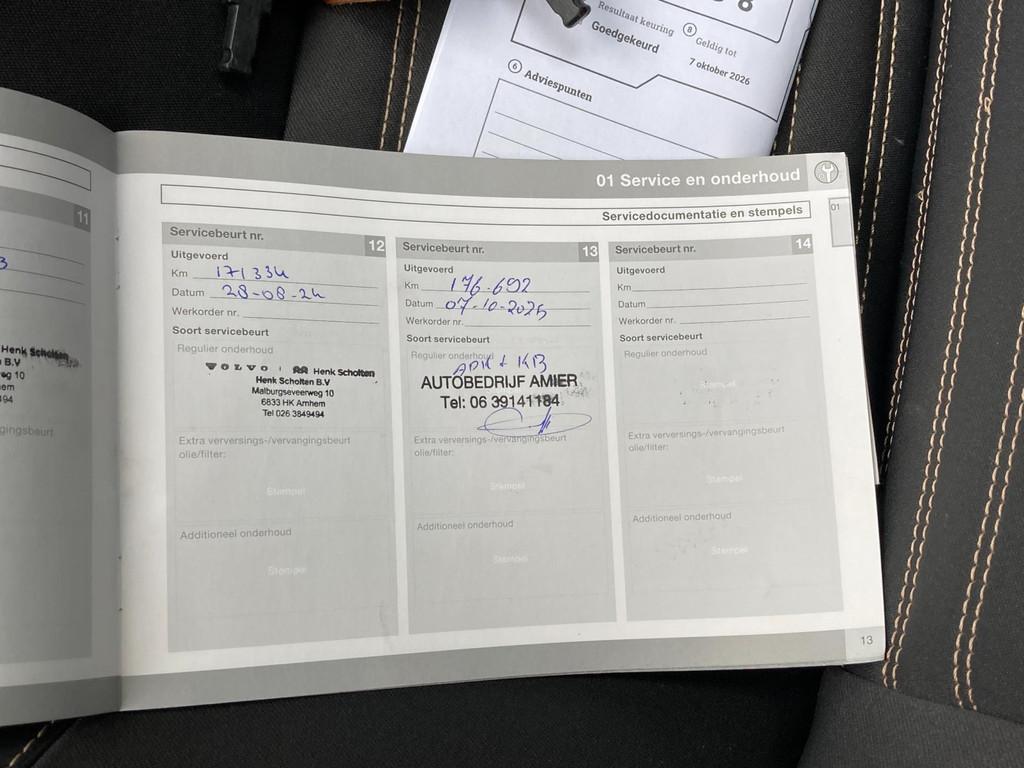 8
Resultaat keuring
Goedgekeurd
8 Geldig tot
7 oktober 2026
6 Adviespunten
01 Service en onderhoud
01
Servicedocumentatie en stempels
11
3
Henk Scholten
B.V
eg 10
em
494
gingsbeurt
Servicebeurt nr. 12
Uitgevoerd
Km 171334
Datum 28-08-24
Werkorder nr.
Soort servicebeurt
Regulier onderhoud
VOLVO Henk Scholten
Henk Scholten B.V
Malburgseveerweg 10
6833 HK Arnhem
Tel 026 3849494
Extra verversings-/vervangingsbeurt
olie/filter:
Stempel
Additioneel onderhoud
Stempel
Servicebeurt nr. 13
Uitgevoerd
Km 176.692
Datum 07-10-2025
Werkorder nr.
Soort servicebeurt
Regulier onderhoud
APK + KB
AUTOBEDRIJF AMIER
Tel: 06 39141184
Extra verversings-/vervangingsbeurt
olie/filter:
Stempel
Additioneel onderhoud
Stempel
Servicebeurt nr. 14
Uitgevoerd
Km
Datum
Werkorder nr.
Soort servicebeurt
Regulier onderhoud
Stempel
Extra verversings-/vervangingsbeurt
olie/filter:
Stempel
Additioneel onderhoud
Stempel
13